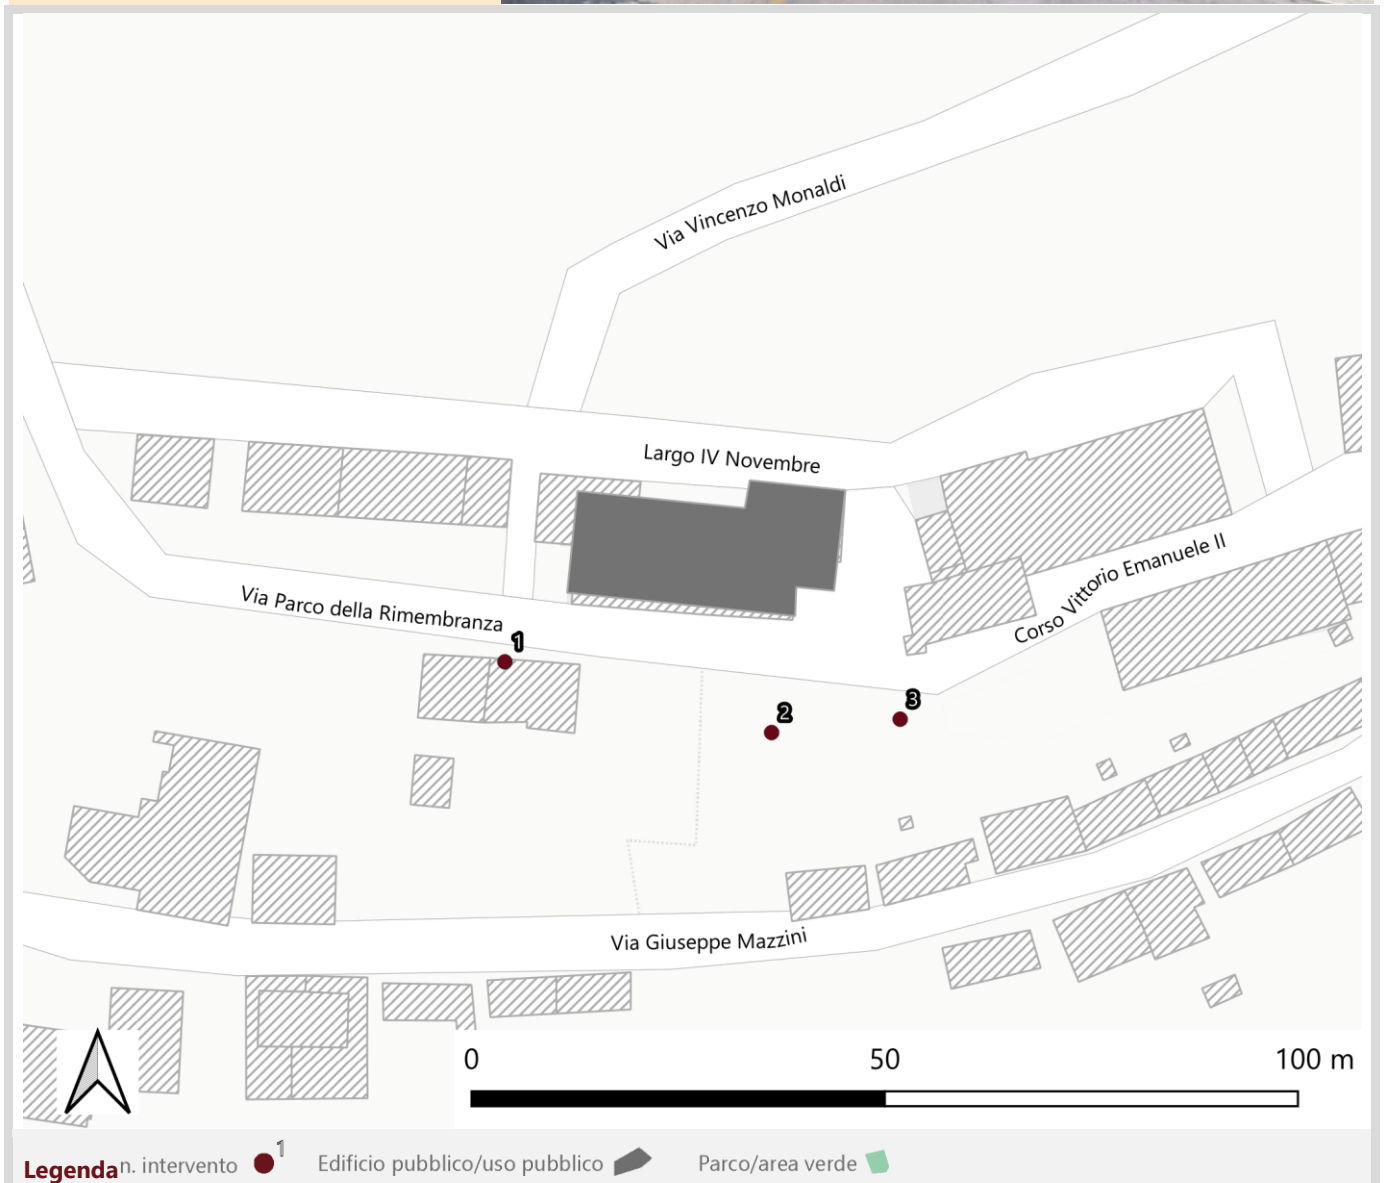 Via Vincenzo Monaldi
Largo IV Novembre
Corso Vittorio Emanuele II
Via Parco della Rimembranza
1
2
3
Via Giuseppe Mazzini
0 50 100 m
Legenda n. intervento 1 Edificio pubblico/uso pubblico Parco/area verde